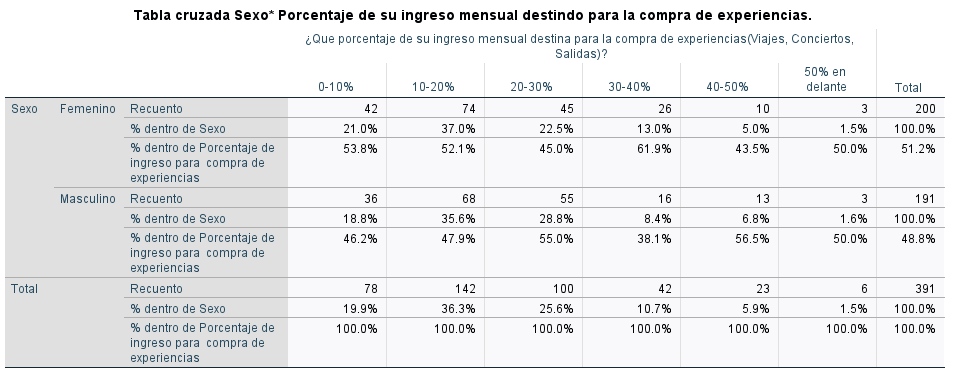 Tabla cruzada Sexo* Porcentaje de su ingreso mensual destindo para la compra de experiencias.
¿Que porcentaje de su ingreso mensual destina para la compra de experiencias(Viajes, Conciertos,
Salidas)?
0-10% 10-20% 20-30% 30-40% 40-50% 50% en
delante Total
Sexo Femenino Recuento 42 74 45 26 10 3 200
% dentro de Sexo 21.0% 37.0% 22.5% 13.0% 5.0% 1.5% 100.0%
% dentro de Porcentaje de 53.8% 52.1% 45.0% 61.9% 43.5% 50.0% 51.2%
ingreso para compra de
experiencias
Masculino Recuento 36 68 55 16 13 3 191
% dentro de Sexo 18.8% 35.6% 28.8% 8.4% 6.8% 1.6% 100.0%
% dentro de Porcentaje de 46.2% 47.9% 55.0% 38.1% 56.5% 50.0% 48.8%
ingreso para compra de
experiencias
Total Recuento 78 142 100 42 23 6 391
% dentro de Sexo 19.9% 36.3% 25.6% 10.7% 5.9% 1.5% 100.0%
% dentro de Porcentaje de 100.0% 100.0% 100.0% 100.0% 100.0% 100.0% 100.0%
ingreso para compra de
experiencias